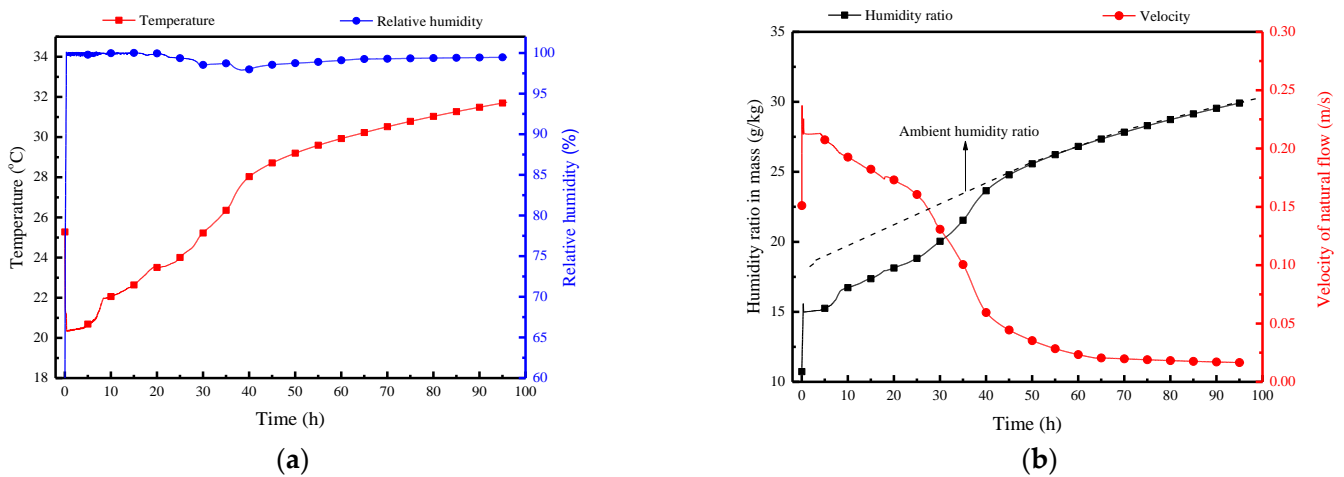 Temperature
Relative humidity
34
32
30
28
26
24
22
20
18
Temperature (°C)
100
95
90
85
80
75
70
65
60
Relative humidity (%)
0 10 20 30 40 50 60 70 80 90 100
Time (h)
(a)
Humidity ratio
Velocity
35
30
25
20
15
10
Humidity ratio in mass (g/kg)
Ambient humidity ratio
0.30
0.25
0.20
0.15
0.10
0.05
0.00
Velocity of natural flow (m/s)
0 10 20 30 40 50 60 70 80 90 100
Time (h)
(b)